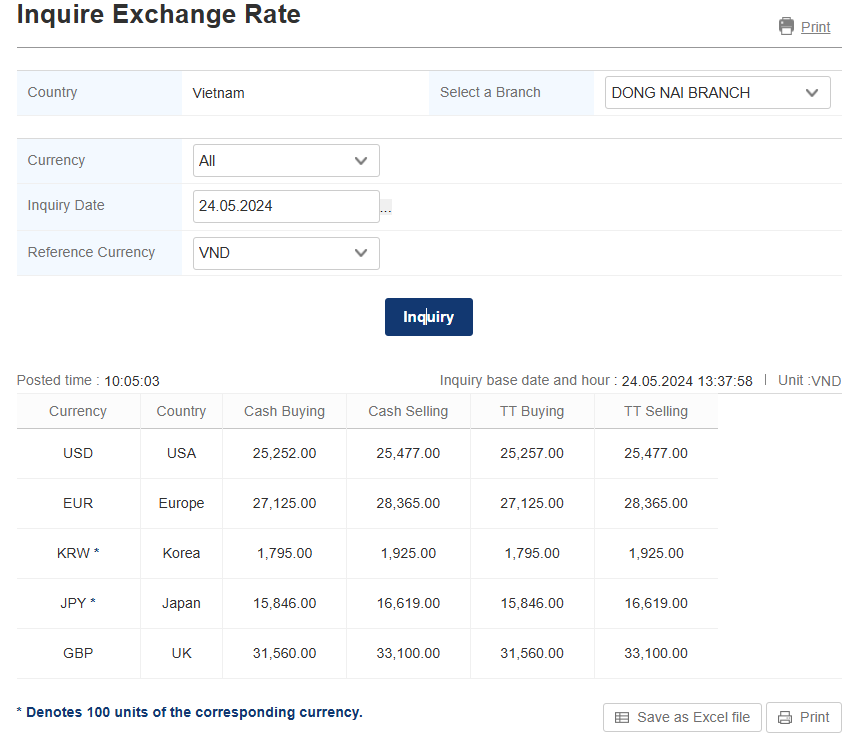 Inquire Exchange Rate
Print
Country Vietnam Select a Branch DONG NAI BRANCH
Currency All
Inquiry Date 24.05.2024 ...
Reference Currency VND
Inquiry
Posted time : 10:05:03 Inquiry base date and hour : 24.05.2024 13:37:58 | Unit :VND
Currency Country Cash Buying Cash Selling TT Buying TT Selling
USD USA 25,252.00 25,477.00 25,257.00 25,477.00
EUR Europe 27,125.00 28,365.00 27,125.00 28,365.00
KRW * Korea 1,795.00 1,925.00 1,795.00 1,925.00
JPY * Japan 15,846.00 16,619.00 15,846.00 16,619.00
GBP UK 31,560.00 33,100.00 31,560.00 33,100.00
* Denotes 100 units of the corresponding currency.
Save as Excel file Print